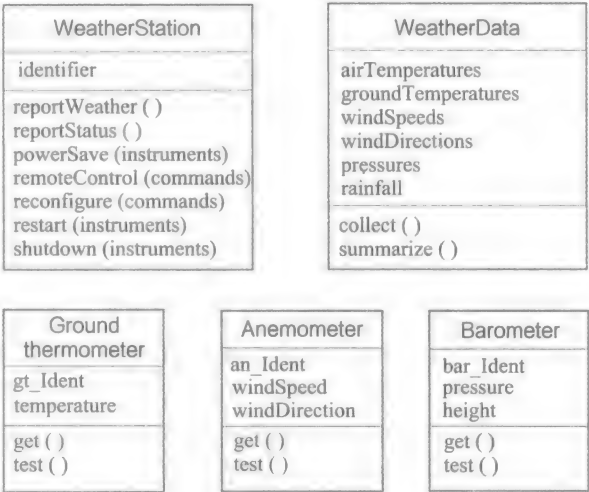 WeatherStation
identifier
reportWeather ( )
reportStatus ( )
powerSave (instruments)
remoteControl (commands)
reconfigure (commands)
restart (instruments)
shutdown (instruments)
WeatherData
airTemperatures
groundTemperatures
windSpeeds
windDirections
pressures
rainfall
collect ( )
summarize ( )
Ground
thermometer
gt_Ident
temperature
get ( )
test ( )
Anemometer
an_Ident
windSpeed
windDirection
get ( )
test ( )
Barometer
bar_Ident
pressure
height
get ( )
test ( )